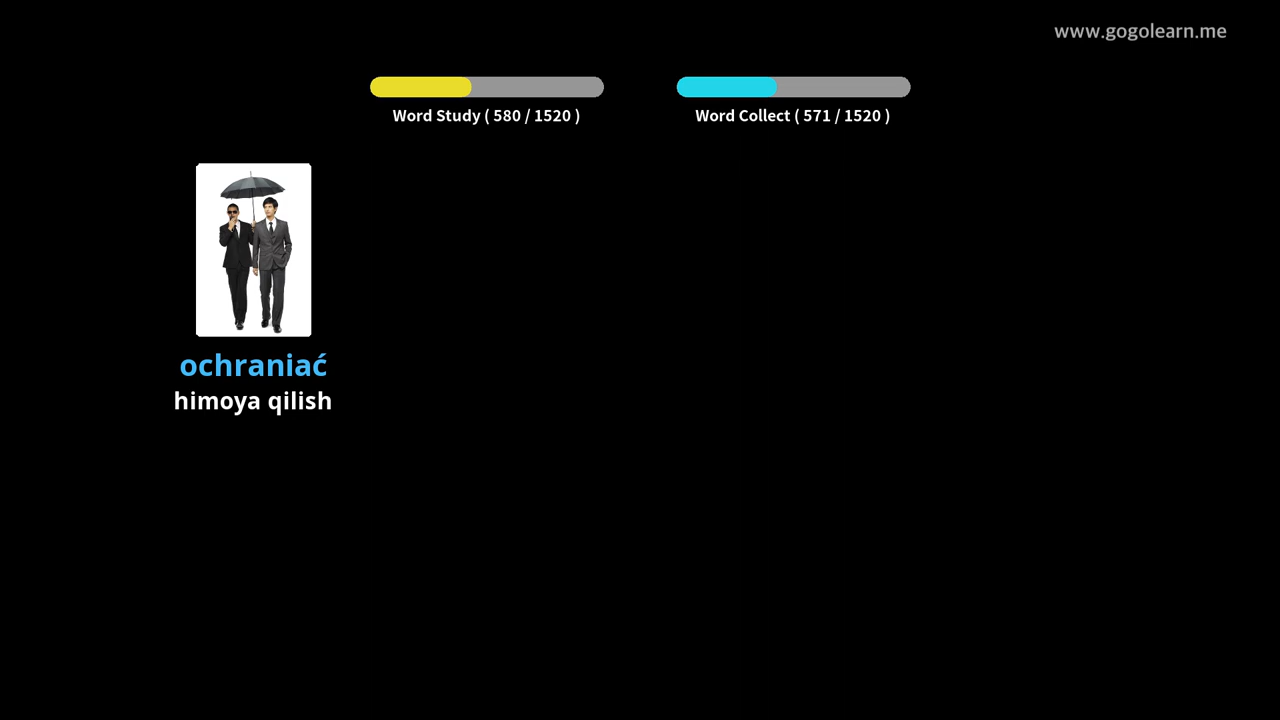 www.gogolearn.me
Word Study ( 580 / 1520 )
Word Collect ( 571 / 1520 )
ochraniać
himoya qilish